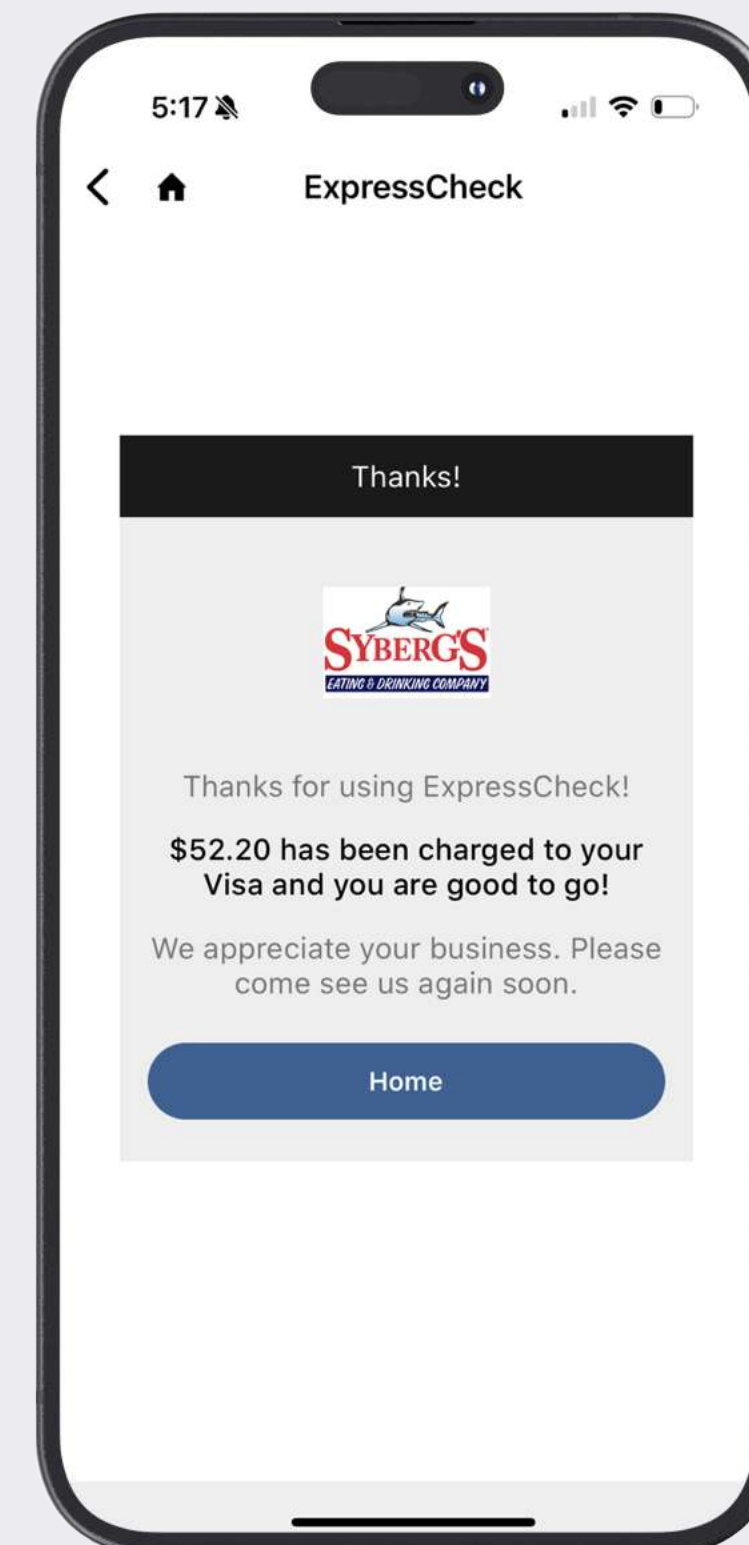 5:17
ExpressCheck
Thanks!
SYBERG'S
EATING & DRINKING COMPANY
Thanks for using ExpressCheck!
$52.20 has been charged to your
Visa and you are good to go!
We appreciate your business. Please
come see us again soon.
Home